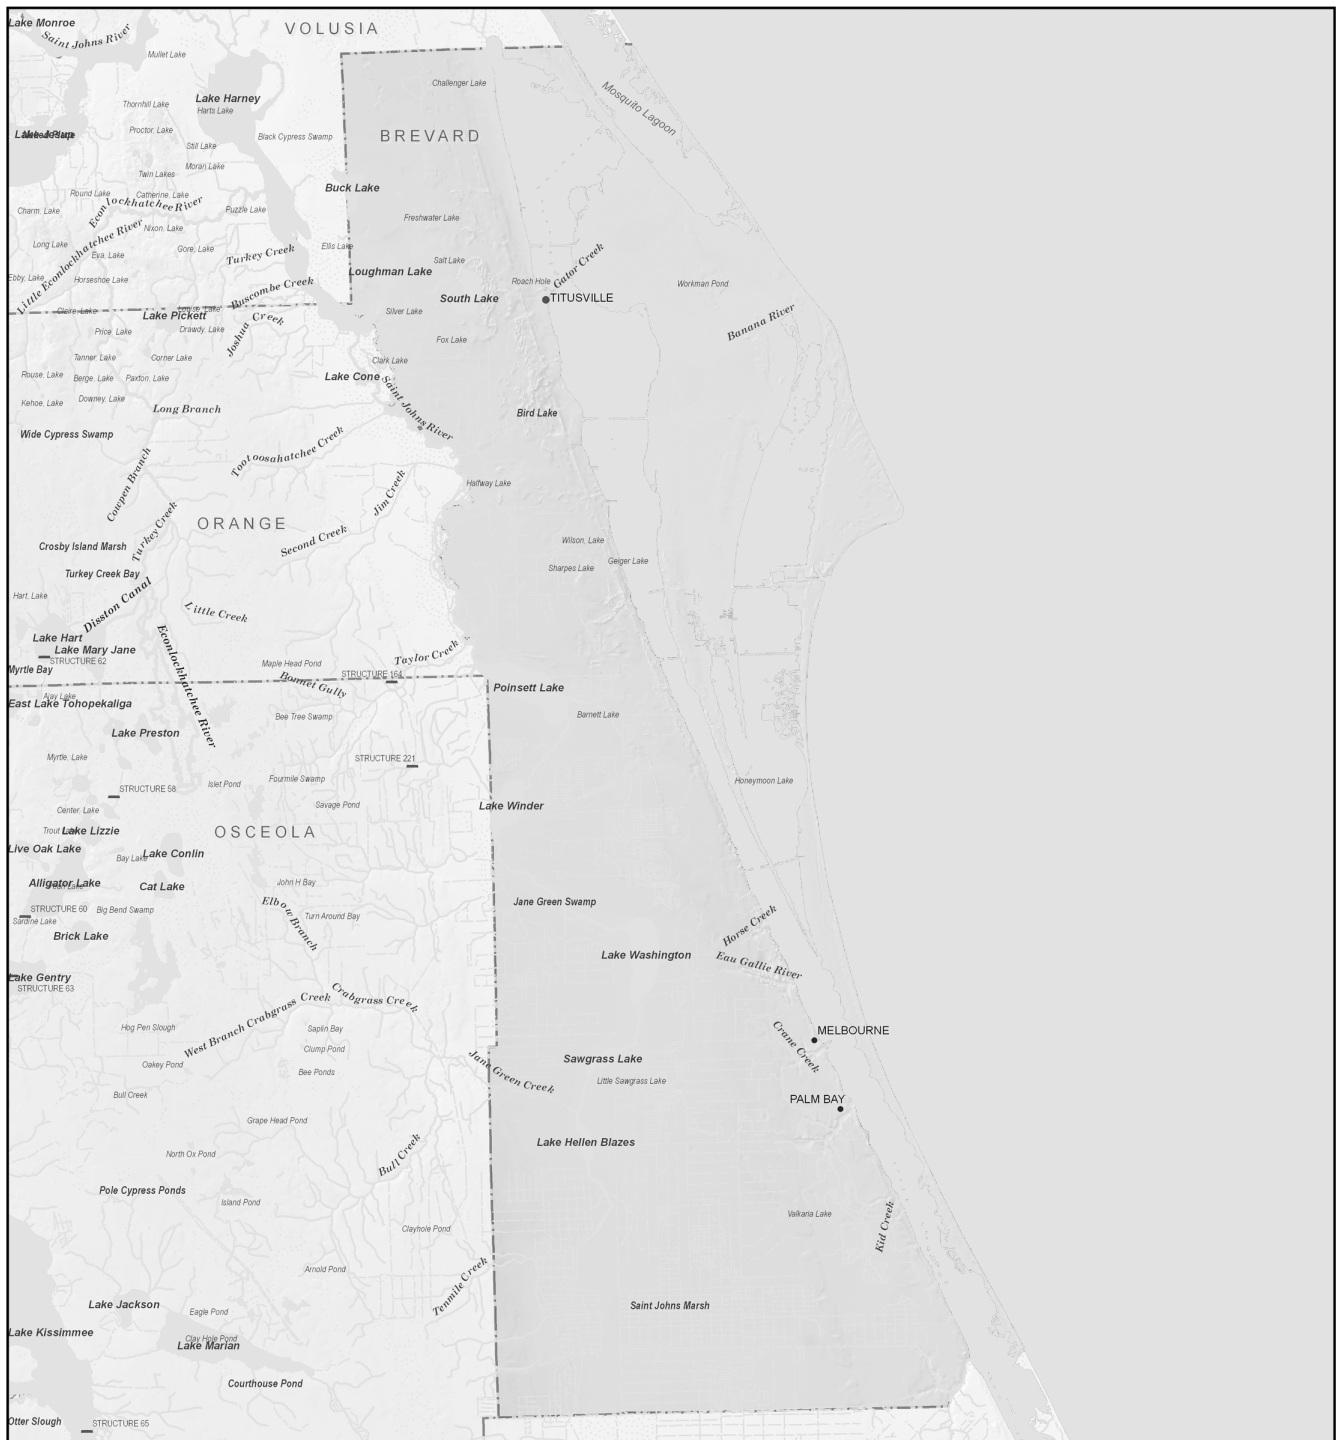 Lake Monroe
VOLUSIA
Saint Johns River
Mullet Lake
Challenger Lake
Mosquito Lagoon
Lake Harney
Thornhill Lake
Harts Lake
Proctor, Lake
Black Cypress Swamp
BREVARD
Still Lake
Moran Lake
Twin Lakes
Buck Lake
Round Lake
Catherine, Lake
Econlockhatchee River
Charm, Lake
Puzzle Lake
Freshwater Lake
Nixon, Lake
Long Lake
Gore, Lake
Ellis Lake
Little Econlockhatchee River
Eva, Lake
Turkey Creek
Salt Lake
Gator Creek
Loughman Lake
Ebby, Lake
Horseshoe Lake
Roach Hole
Workman Pond
Buscombe Creek
South Lake
TITUSVILLE
Claire, Lake
Louise, Lake
Lake Pickett
Silver Lake
Banana River
Price, Lake
Drawdy, Lake
Joshua Creek
Fox Lake
Tanner, Lake
Corner Lake
Clark Lake
Rouse, Lake
Berge, Lake
Paxton, Lake
Lake Cone
Kehoe, Lake
Downey, Lake
Saint Johns River
Long Branch
Bird Lake
Wide Cypress Swamp
Tootoosahatchee Creek
Cowpen Branch
Jim Creek
Halfway Lake
ORANGE
Turkey Creek
Second Creek
Wilson, Lake
Crosby Island Marsh
Geiger Lake
Sharpes Lake
Turkey Creek Bay
Hart, Lake
Disston Canal
Little Creek
Lake Hart
Lake Mary Jane
STRUCTURE 62
Econlockhatchee River
Taylor Creek
Maple Head Pond
Myrtle Bay
STRUCTURE 164
Bonnet Gully
Poinsett Lake
Ajay Lake
East Lake Tohopekaliga
Bee Tree Swamp
Barnett Lake
Lake Preston
Myrtle, Lake
STRUCTURE 221
Fourmile Swamp
Islet Pond
Honeymoon Lake
STRUCTURE 58
Savage Pond
Lake Winder
Center, Lake
Trout Lake
Lake Lizzie
OSCEOLA
Live Oak Lake
Bay Lake
Lake Conlin
Alligator Lake
Cat Lake
John H Bay
Elbow Branch
Jane Green Swamp
STRUCTURE 60
Big Bend Swamp
Turn Around Bay
Sardine Lake
Horse Creek
Brick Lake
Lake Washington
Eau Gallie River
Lake Gentry
STRUCTURE 63
Crabgrass Creek
West Branch Crabgrass Creek
Hog Pen Slough
Saplin Bay
MELBOURNE
Clump Pond
Crane Creek
Oakey Pond
Sawgrass Lake
Jane Green Creek
Bee Ponds
Little Sawgrass Lake
Bull Creek
PALM BAY
Grape Head Pond
Lake Hellen Blazes
North Ox Pond
Bull Creek
Pole Cypress Ponds
Island Pond
Valkaria Lake
Kid Creek
Clayhole Pond
Arnold Pond
Tenmile Creek
Lake Jackson
Saint Johns Marsh
Eagle Pond
Lake Kissimmee
Clay Hole Pond
Lake Marian
Courthouse Pond
Otter Slough
STRUCTURE 65